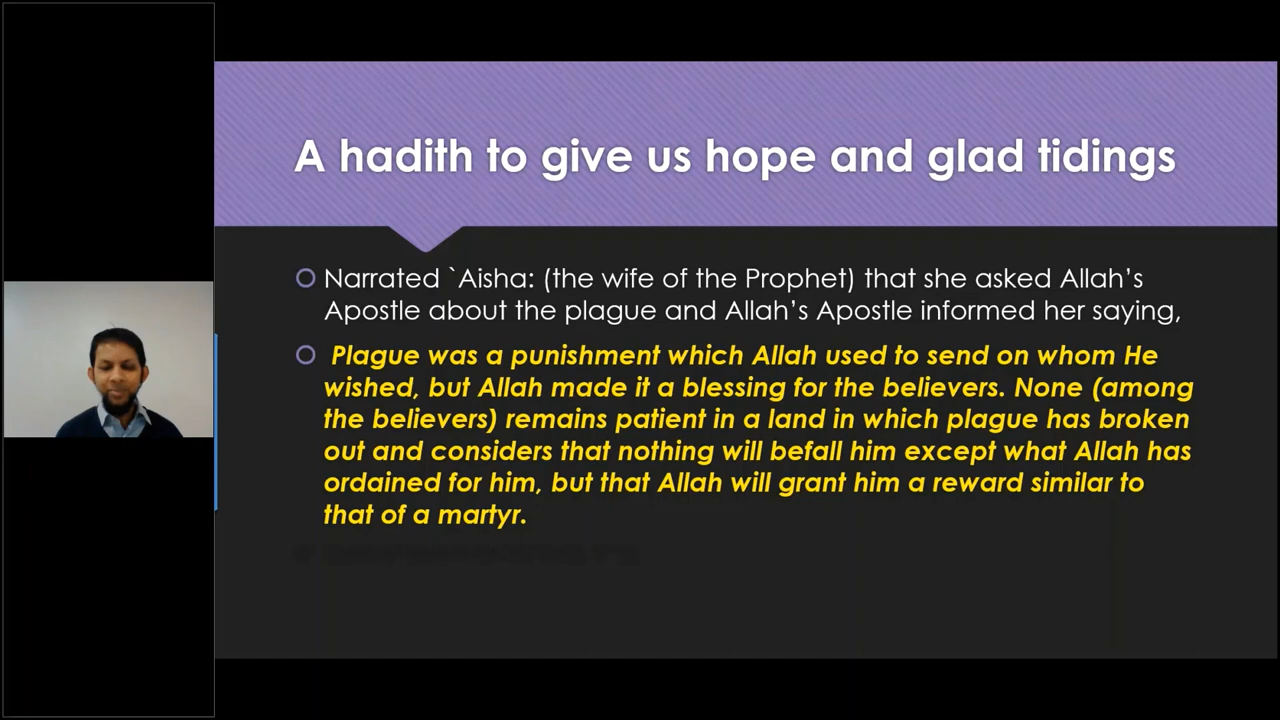 A hadith to give us hope and glad tidings
Narrated `Aisha: (the wife of the Prophet) that she asked Allah's
Apostle about the plague and Allah's Apostle informed her saying,
Plague was a punishment which Allah used to send on whom He
wished, but Allah made it a blessing for the believers. None (among
the believers) remains patient in a land in which plague has broken
out and considers that nothing will befall him except what Allah has
ordained for him, but that Allah will grant him a reward similar to
that of a martyr.